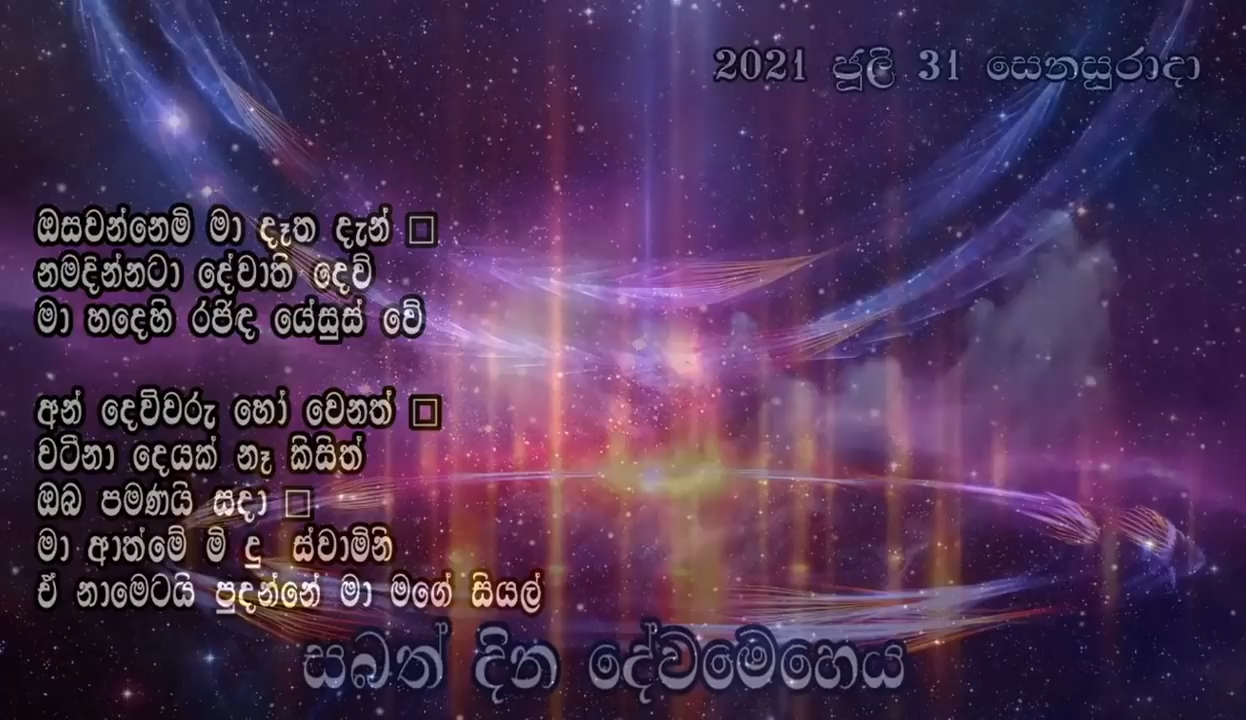 2021 ජූලි 31 සෙනසුරාදා
ඔසවන්නෙමි මා දෑත දැන් □
නමදින්නටා දේවාති දෙව්
මා හදෙහි රජිඳ යේසුස් වේ
අන් දෙවිවරු හෝ වෙනත් □
වටිනා දෙයක් නෑ කිසිත්
ඔබ පමණයි සදා □
මා ආත්මේ මි දු ස්වාමිනි
ඒ නාමෙටයි පුදන්නේ මා මගේ සියල්
සබත් දින දේවමෙහෙය